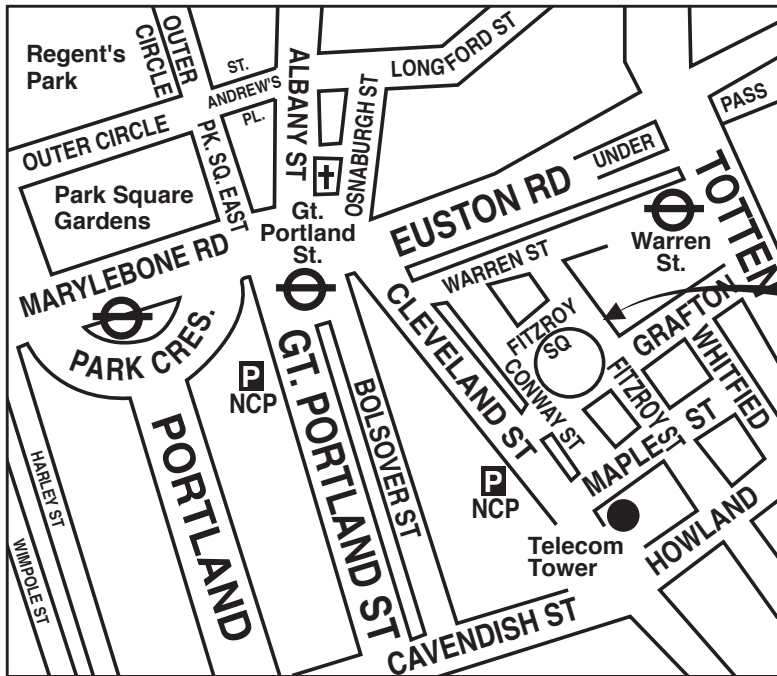 Regent's
Park
OUTER
CIRCLE
ST.
ANDREW'S
PL.
ALBANY ST
LONGFORD ST
OSNABURGH ST
PASS
UNDER
OUTER CIRCLE
PK. SQ. EAST
Park Square
Gardens
Gt.
Portland
St.
EUSTON RD
TOTTEN
Warren
St.
MARYLEBONE RD
WARREN ST
PARK CRES.
CLEVELAND ST
FITZROY
SQ
GRAFTON
WHITFIED
FITZROY ST
CONWAY ST
MAPLE ST
P
NCP
GT. PORTLAND ST
BOLSOVER ST
PORTLAND
HARLEY ST
WIMPOLE ST
P
NCP
Telecom
Tower
HOWLAND
CAVENDISH ST